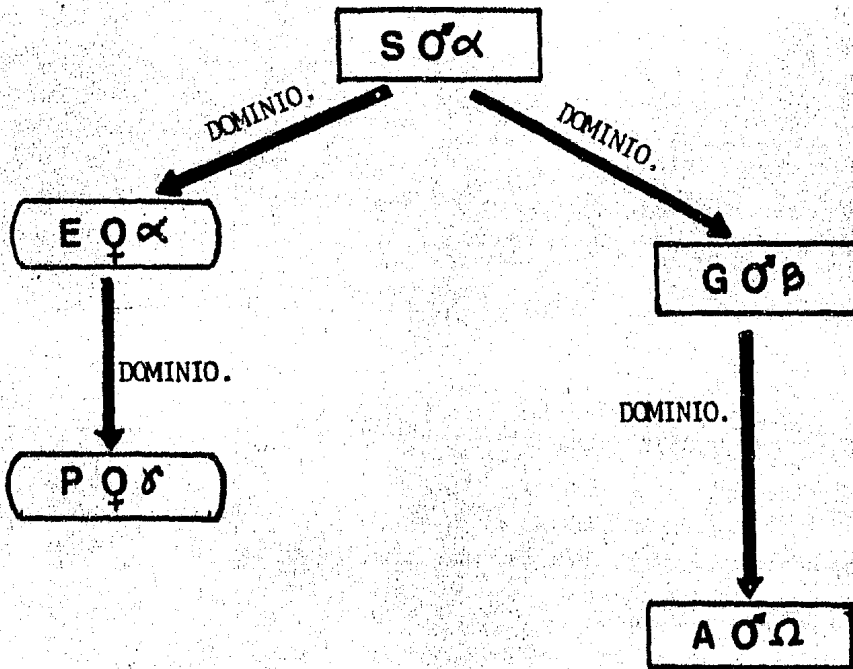 S ♂ α
DOMINIO.
DOMINIO.
E ♀ α
G ♂ β
DOMINIO.
DOMINIO.
P ♀ γ
A ♂ Ω